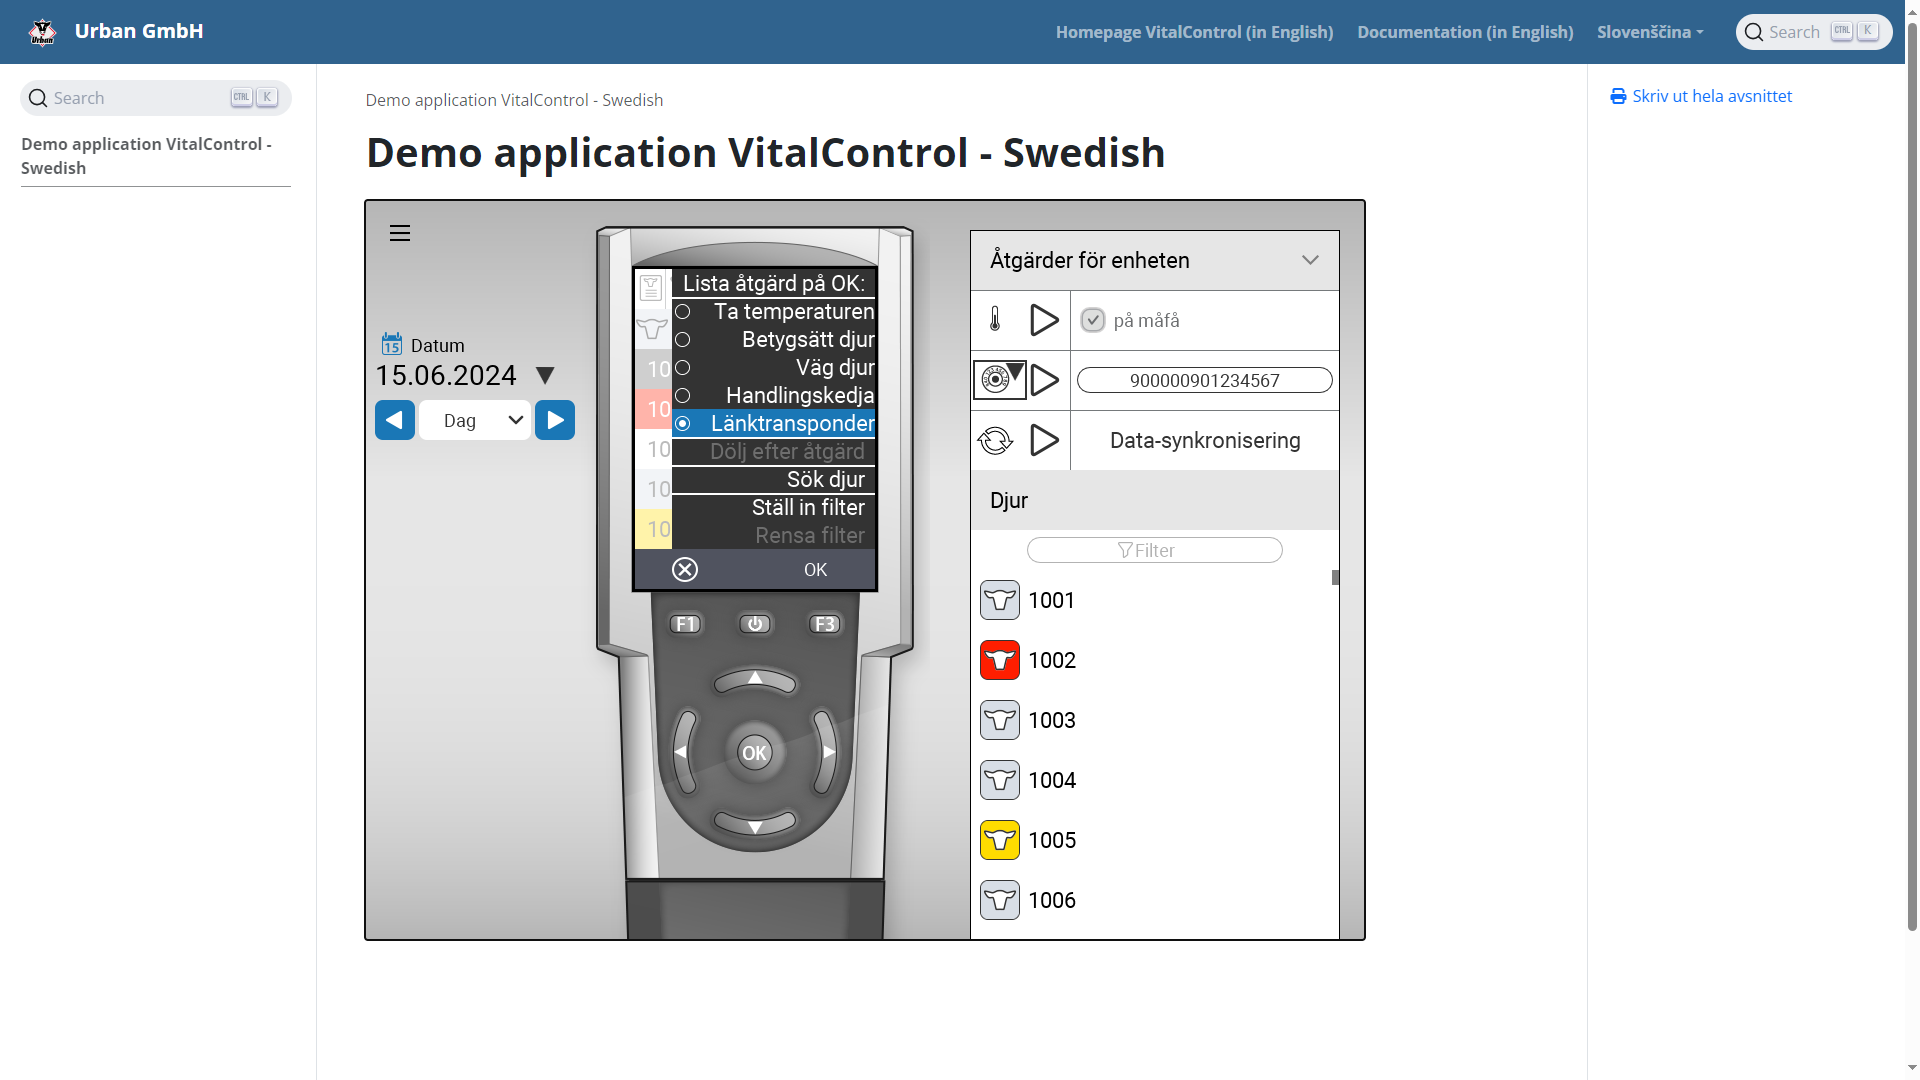 Urban GmbH
Homepage VitalControl (in English)
Documentation (in English)
Slovenščina
Search
CTRL
K
Search
CTRL
K
Demo application VitalControl -
Swedish
Demo application VitalControl - Swedish
Skriv ut hela avsnittet
Demo application VitalControl - Swedish
15
Datum
15.06.2024
Dag
Lista åtgärd på OK:
Ta temperaturen
Betygsätt djur
Väg djur
Handlingskedja
Länktransponder
Dölj efter åtgärd
Sök djur
Ställ in filter
Rensa filter
10
10
10
10
10
OK
F1
F3
OK
Åtgärder för enheten
på måfå
900000901234567
Data-synkronisering
Djur
Filter
1001
1002
1003
1004
1005
1006